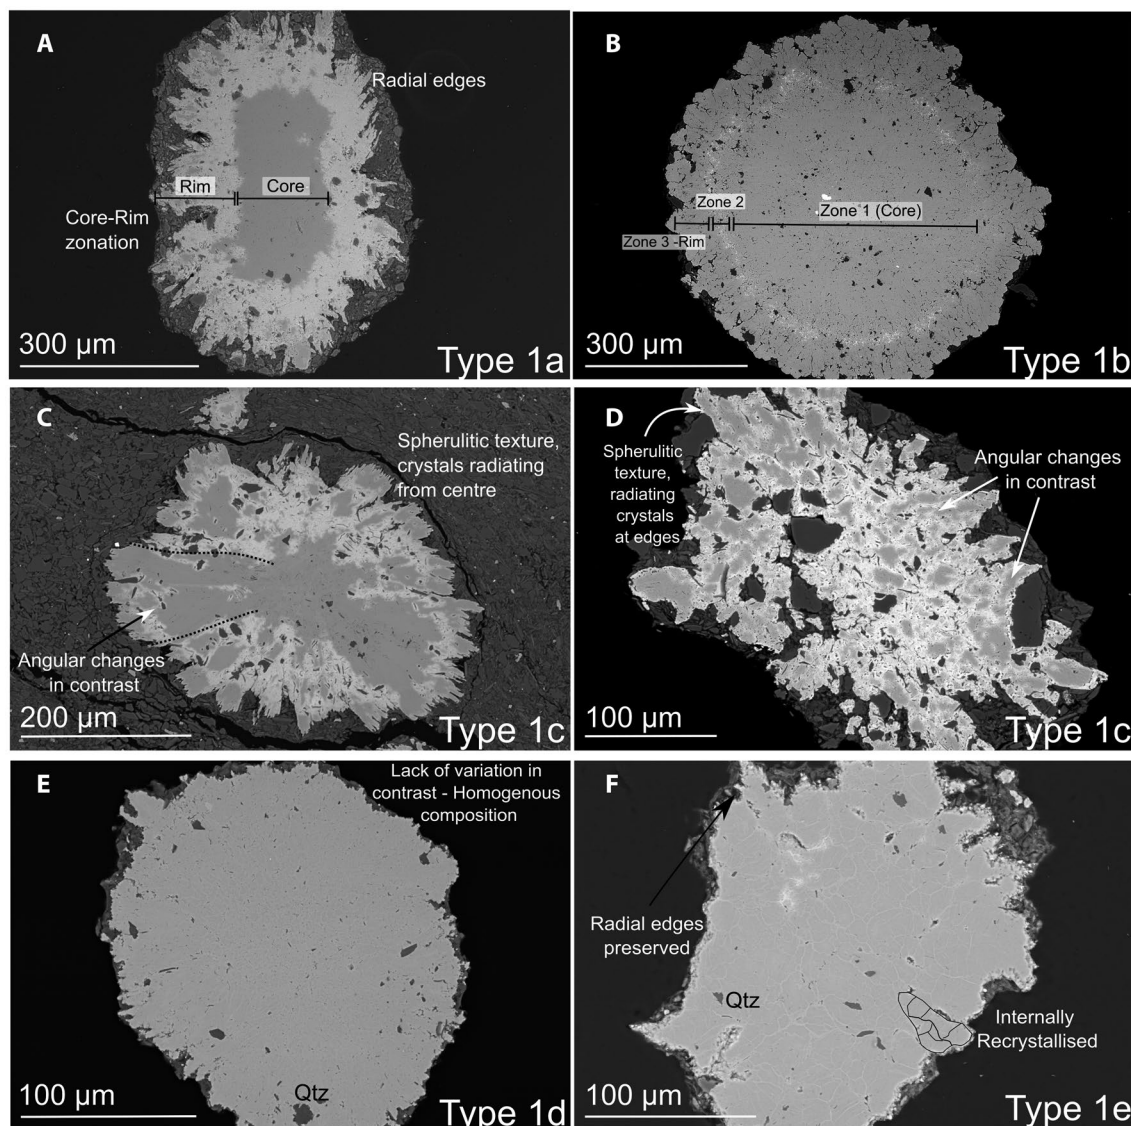 A
Radial edges
Rim
Core
Core-Rim
zonation
300 µm
Type 1a
B
Zone 2
Zone 1 (Core)
Zone 3 -Rim
300 µm
Type 1b
C
Spherulitic texture,
crystals radiating
from centre
Angular changes
in contrast
200 µm
Type 1c
D
Spherulitic
texture,
radiating
crystals
at edges
Angular changes
in contrast
100 µm
Type 1c
E
Lack of variation in
contrast - Homogenous
composition
Qtz
100 µm
Type 1d
F
Radial edges
preserved
Qtz
Internally
Recrystallised
100 µm
Type 1e